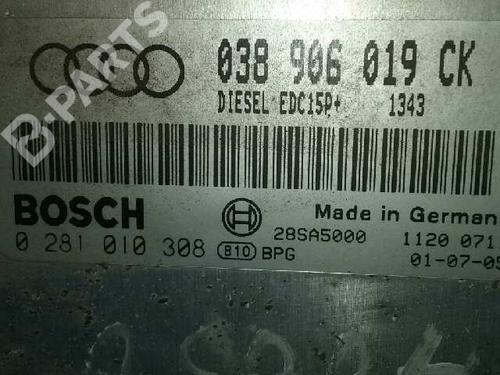 038 906 019 CK
DIESEL EDC15P+ 1343
B-PARTS
BOSCH
Made in German
28SA5000 1120 071
0 281 010 308 810 BPG
01-07-05